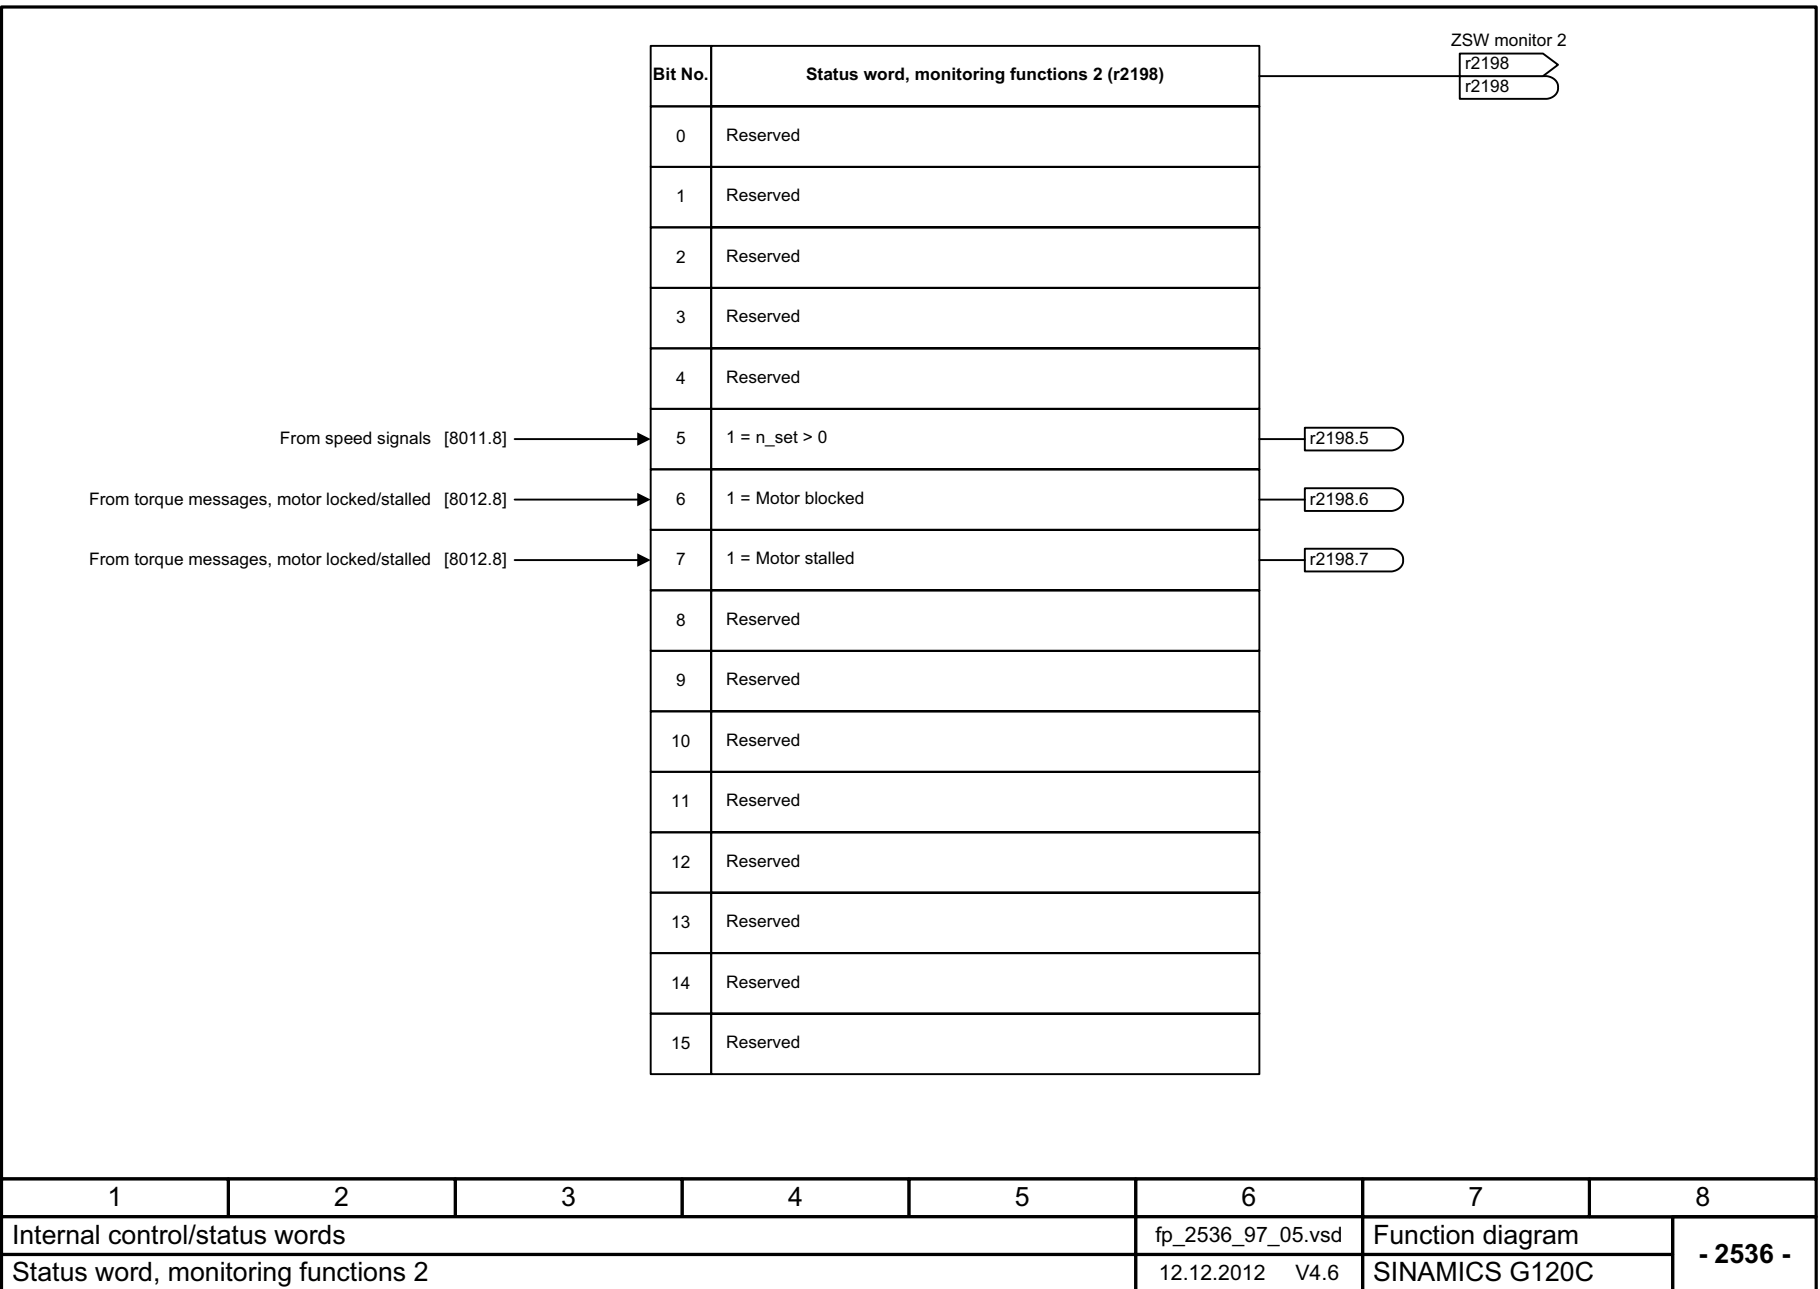 ZSW monitor 2
Bit No. Status word, monitoring functions 2 (r2198) r2198
r2198
0 Reserved
1 Reserved
2 Reserved
3 Reserved
4 Reserved
From speed signals [8011.8] 5 1 = n_set > 0 r2198.5
From torque messages, motor locked/stalled [8012.8] 6 1 = Motor blocked r2198.6
From torque messages, motor locked/stalled [8012.8] 7 1 = Motor stalled r2198.7
8 Reserved
9 Reserved
10 Reserved
11 Reserved
12 Reserved
13 Reserved
14 Reserved
15 Reserved
1 2 3 4 5 6 7 8
Internal control/status words fp_2536_97_05.vsd Function diagram - 2536 -
Status word, monitoring functions 2 12.12.2012 V4.6 SINAMICS G120C